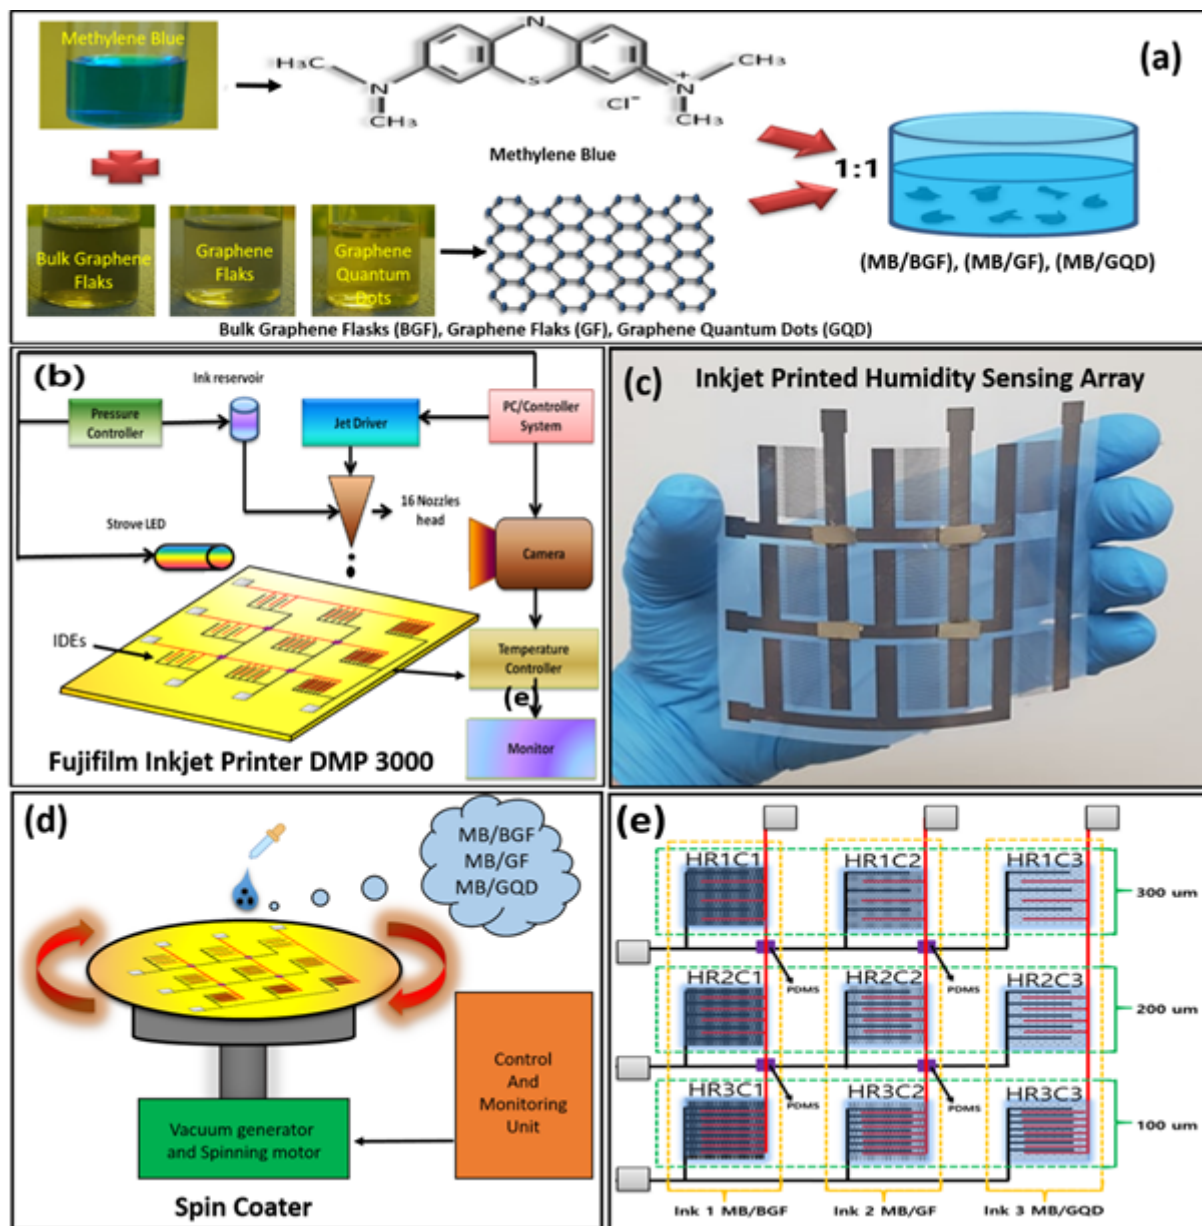 Methylene Blue
(a)
N
H₃C
CH₃
N
S
N
+
CH₃
Cl⁻
CH₃
Methylene Blue
1:1
Bulk Graphene
Flaks
Graphene
Flaks
Graphene
Quantum
Dots
(MB/BGF), (MB/GF), (MB/GQD)
Bulk Graphene Flasks (BGF), Graphene Flaks (GF), Graphene Quantum Dots (GQD)
(b)
Ink reservoir
Pressure
Controller
Jet Driver
PC/Controller
System
16 Nozzles
head
Strove LED
Camera
IDEs
Temperature
Controller
(e)
Monitor
Fujifilm Inkjet Printer DMP 3000
(c)
Inkjet Printed Humidity Sensing Array
(d)
MB/BGF
MB/GF
MB/GQD
Control
And
Monitoring
Unit
Vacuum generator
and Spinning motor
Spin Coater
(e)
HR1C1
HR1C2
HR1C3
300 um
PDMS
PDMS
HR2C1
HR2C2
HR2C3
200 um
PDMS
PDMS
HR3C1
HR3C2
HR3C3
100 um
Ink 1 MB/BGF
Ink 2 MB/GF
Ink 3 MB/GQD